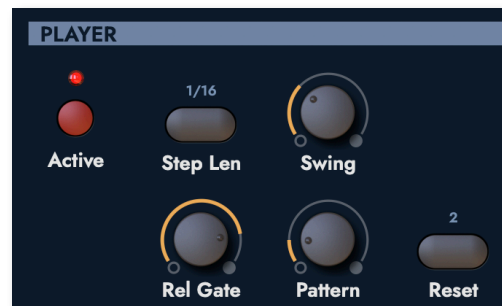 PLAYER
1/16
Active
Step Len
Swing
2
Rel Gate
Pattern
Reset